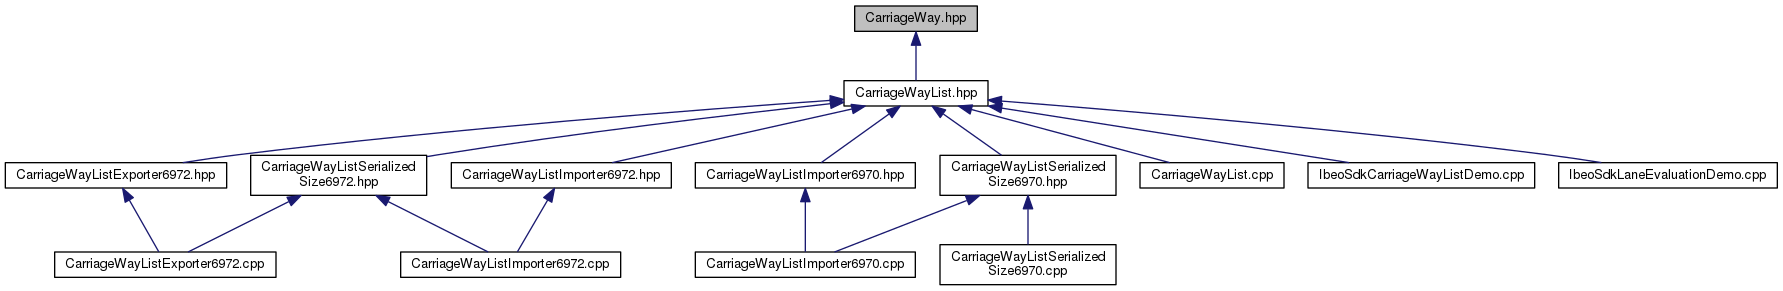 CarriageWay.hpp
CarriageWayList.hpp
CarriageWayListExporter6972.hpp
CarriageWayListSerialized
Size6972.hpp
CarriageWayListImporter6972.hpp
CarriageWayListImporter6970.hpp
CarriageWayListSerialized
Size6970.hpp
CarriageWayList.cpp
IbeoSdkCarriageWayListDemo.cpp
IbeoSdkLaneEvaluationDemo.cpp
CarriageWayListExporter6972.cpp
CarriageWayListImporter6972.cpp
CarriageWayListImporter6970.cpp
CarriageWayListSerialized
Size6970.cpp